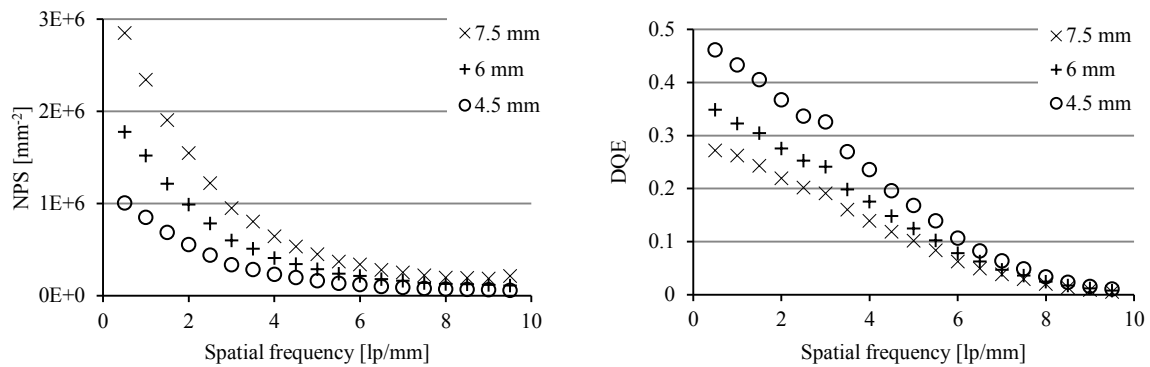 3E+6
2E+6
1E+6
0E+0
NPS [mm-2]
0 2 4 6 8 10
Spatial frequency [lp/mm]
7.5 mm
6 mm
4.5 mm
0.5
0.4
0.3
0.2
0.1
0
DQE
0 2 4 6 8 10
Spatial frequency [lp/mm]
7.5 mm
6 mm
4.5 mm